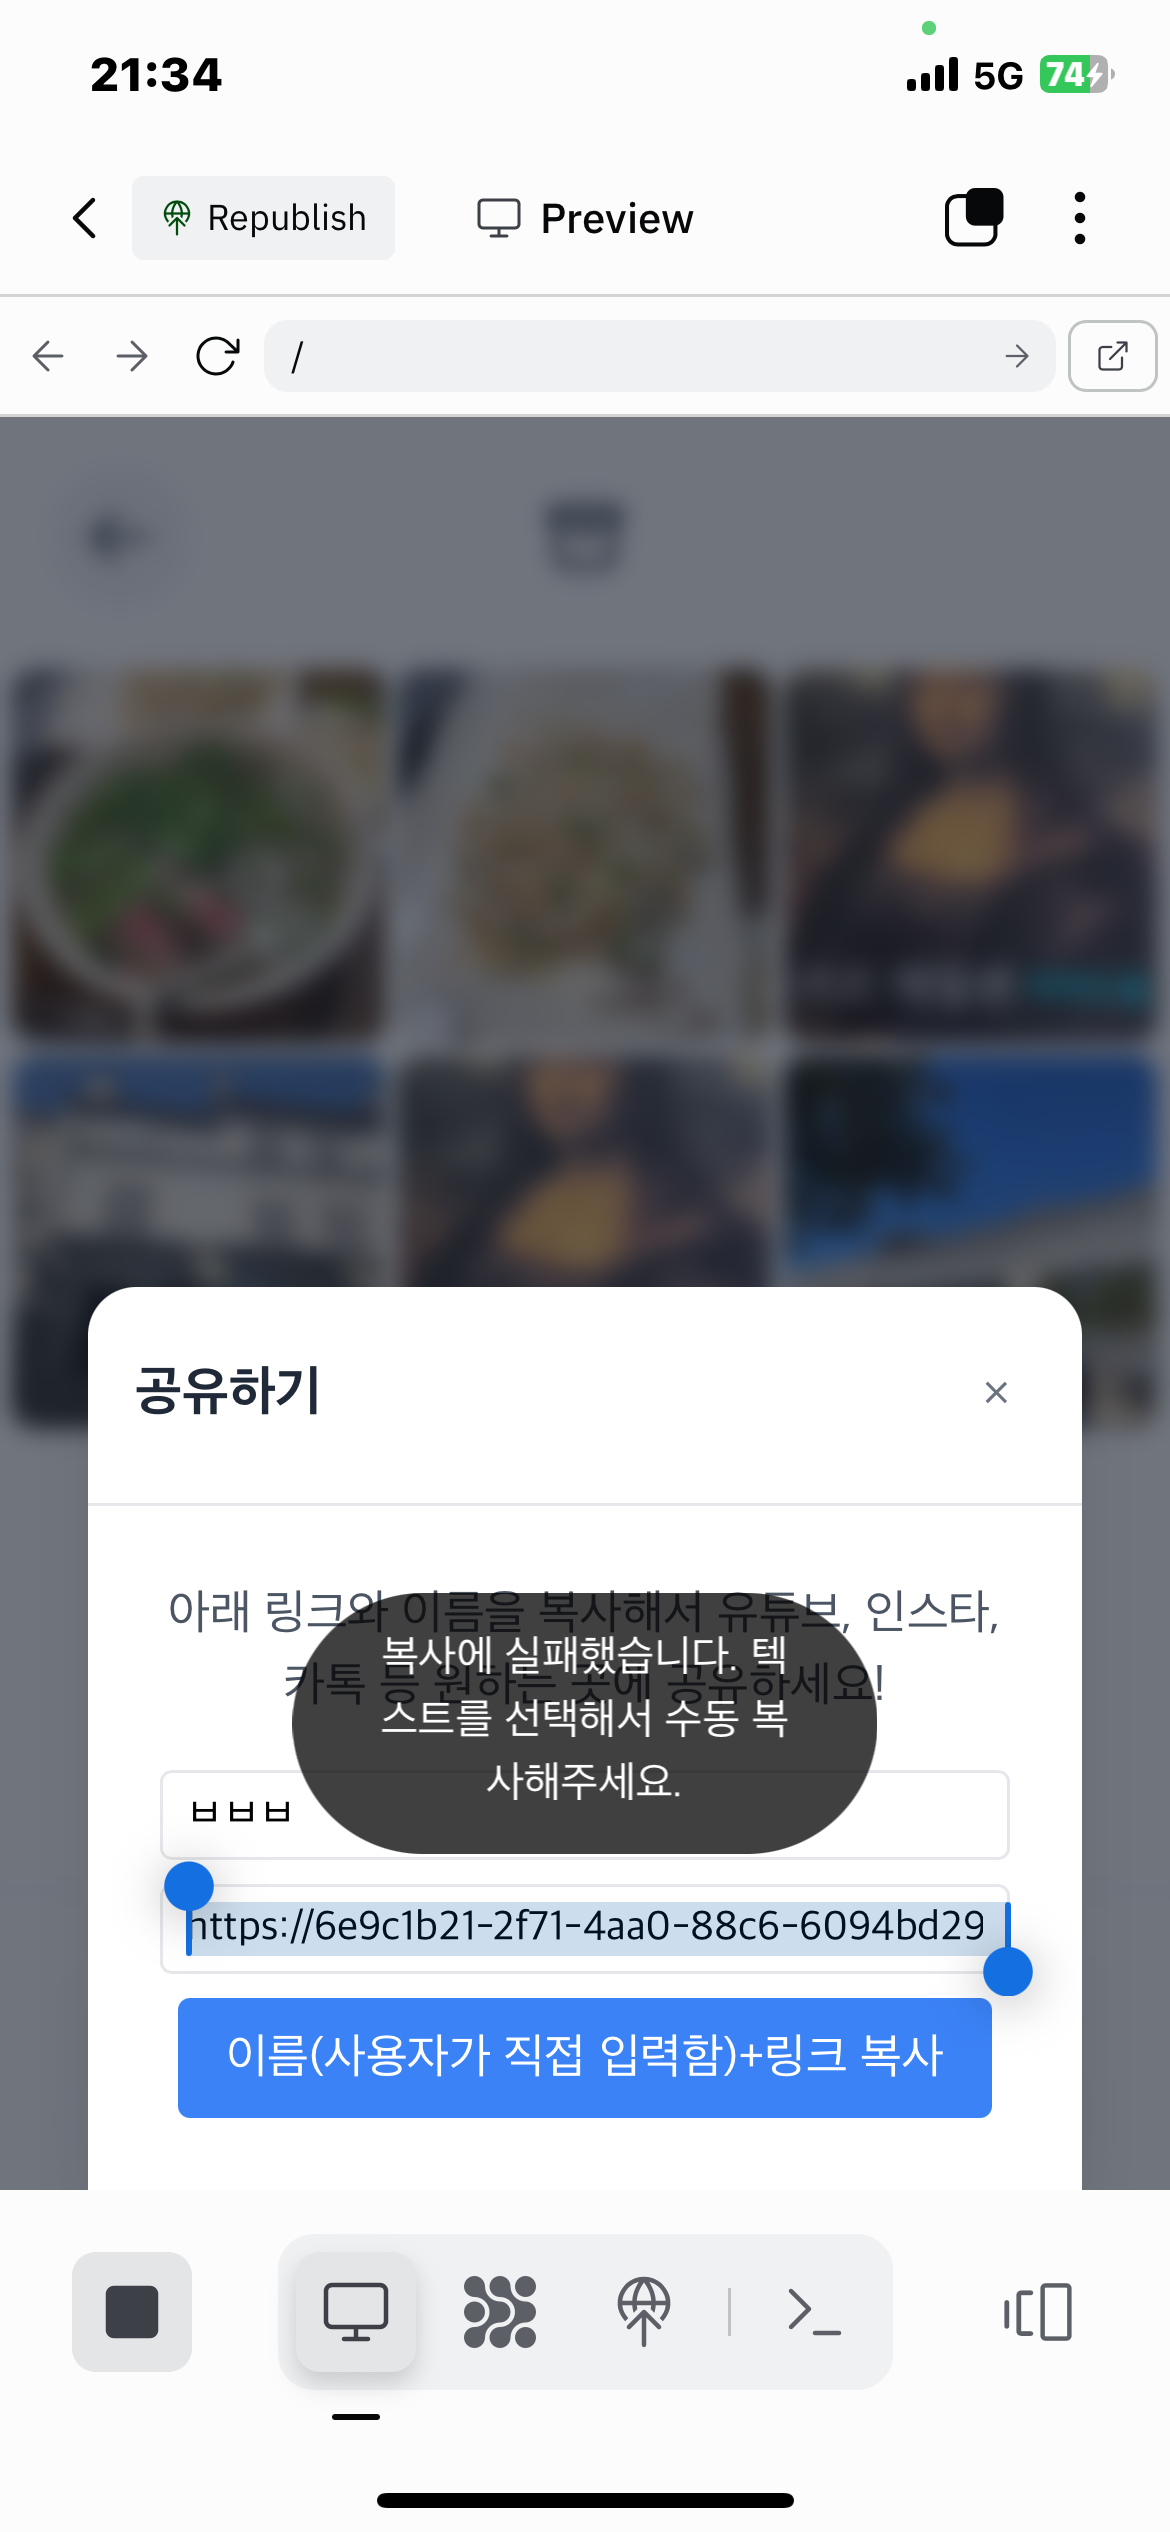 21:34
5G
74
Republish
Preview
/
공유하기
×
아래 링크와 이름을 복사해서 유튜브, 인스타,
카톡 등 원하는 곳에 공유하세요!
복사에 실패했습니다. 텍
스트를 선택해서 수동 복
사해주세요.
ㅂㅂㅂ
https://6e9c1b21-2f71-4aa0-88c6-6094bd29
이름(사용자가 직접 입력함)+링크 복사